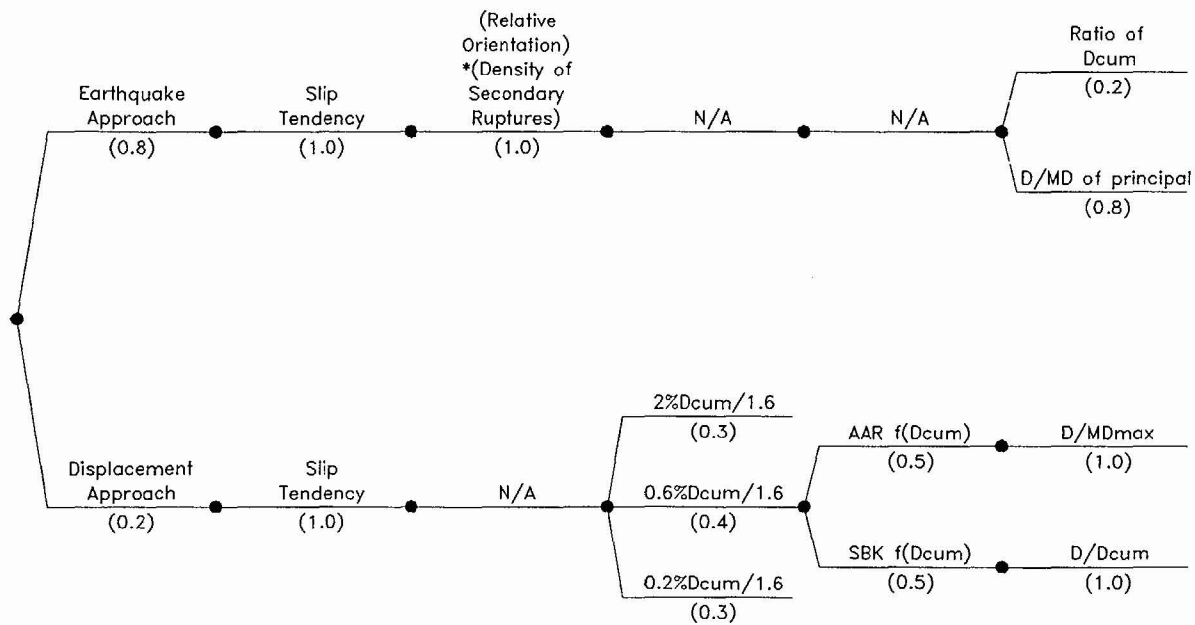 (Relative
Orientation)
*(Density of
Secondary
Ruptures)
(1.0)
Earthquake
Approach
(0.8)
Slip
Tendency
(1.0)
N/A
N/A
Ratio of
Dcum
(0.2)
D/MD of principal
(0.8)
Displacement
Approach
(0.2)
Slip
Tendency
(1.0)
N/A
2%Dcum/1.6
(0.3)
0.6%Dcum/1.6
(0.4)
0.2%Dcum/1.6
(0.3)
AAR f(Dcum)
(0.5)
D/MDmax
(1.0)
SBK f(Dcum)
(0.5)
D/Dcum
(1.0)